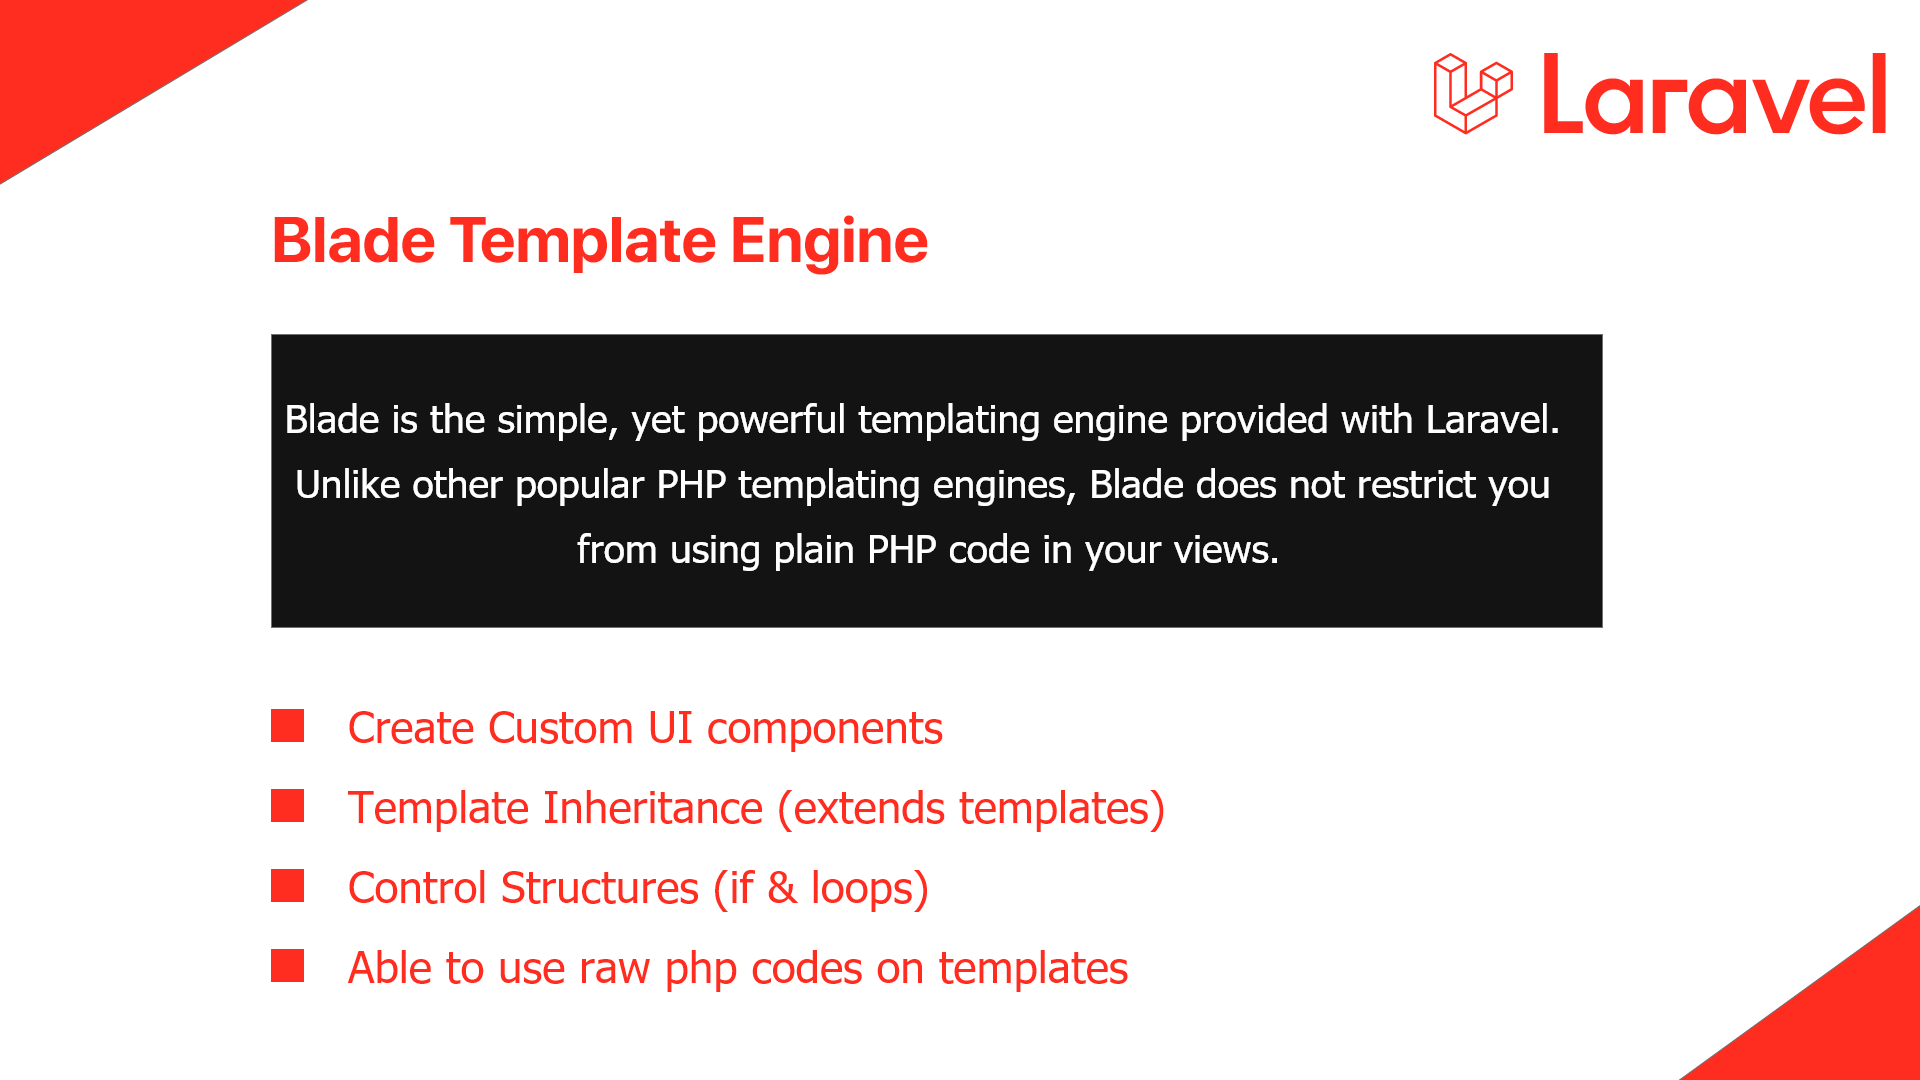 Laravel
Blade Template Engine
Blade is the simple, yet powerful templating engine provided with Laravel.
Unlike other popular PHP templating engines, Blade does not restrict you
from using plain PHP code in your views.
Create Custom UI components
Template Inheritance (extends templates)
Control Structures (if & loops)
Able to use raw php codes on templates